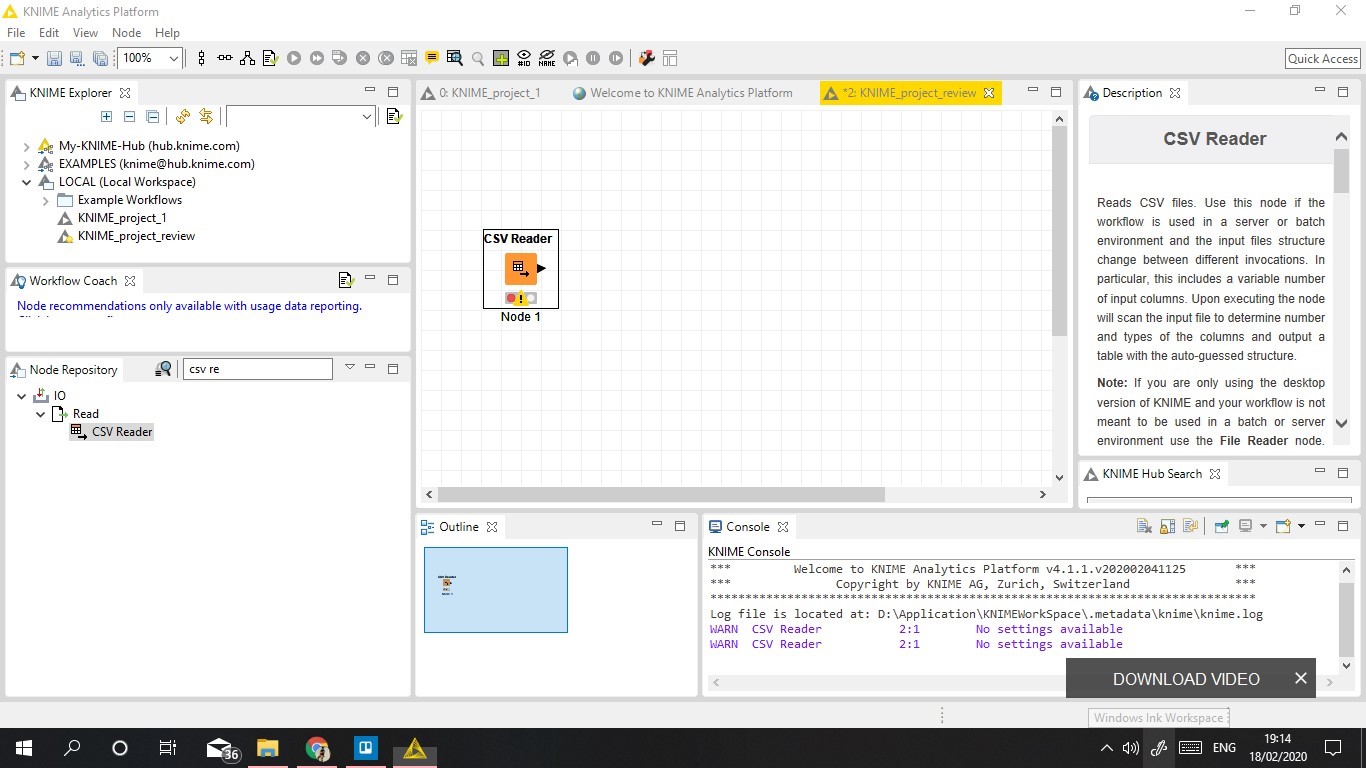 KNIME Analytics Platform
File Edit View Node Help
100%
#ID
NAME
Quick Access
KNIME Explorer
My-KNIME-Hub (hub.knime.com)
EXAMPLES (knime@hub.knime.com)
LOCAL (Local Workspace)
Example Workflows
KNIME_project_1
KNIME_project_review
Workflow Coach
Node recommendations only available with usage data reporting.
Node Repository
csv re
IO
Read
CSV Reader
0: KNIME_project_1
Welcome to KNIME Analytics Platform
*2: KNIME_project_review
CSV Reader
Node 1
Description
CSV Reader
Reads CSV files. Use this node if the
workflow is used in a server or batch
environment and the input files structure
change between different invocations. In
particular, this includes a variable number
of input columns. Upon executing the node
will scan the input file to determine number
and types of the columns and output a
table with the auto-guessed structure.
Note: If you are only using the desktop
version of KNIME and your workflow is not
meant to be used in a batch or server
environment use the File Reader node.
KNIME Hub Search
Outline
CSV Reader
Node 1
Console
KNIME Console
*** Welcome to KNIME Analytics Platform v4.1.1.v202002041125 ***
*** Copyright by KNIME AG, Zurich, Switzerland ***
******************************************************************************
Log file is located at: D:\Application\KNIMEWorkSpace\.metadata\knime\knime.log
WARN CSV Reader 2:1 No settings available
WARN CSV Reader 2:1 No settings available
DOWNLOAD VIDEO
Windows Ink Workspace
36
ENG
19:14
18/02/2020